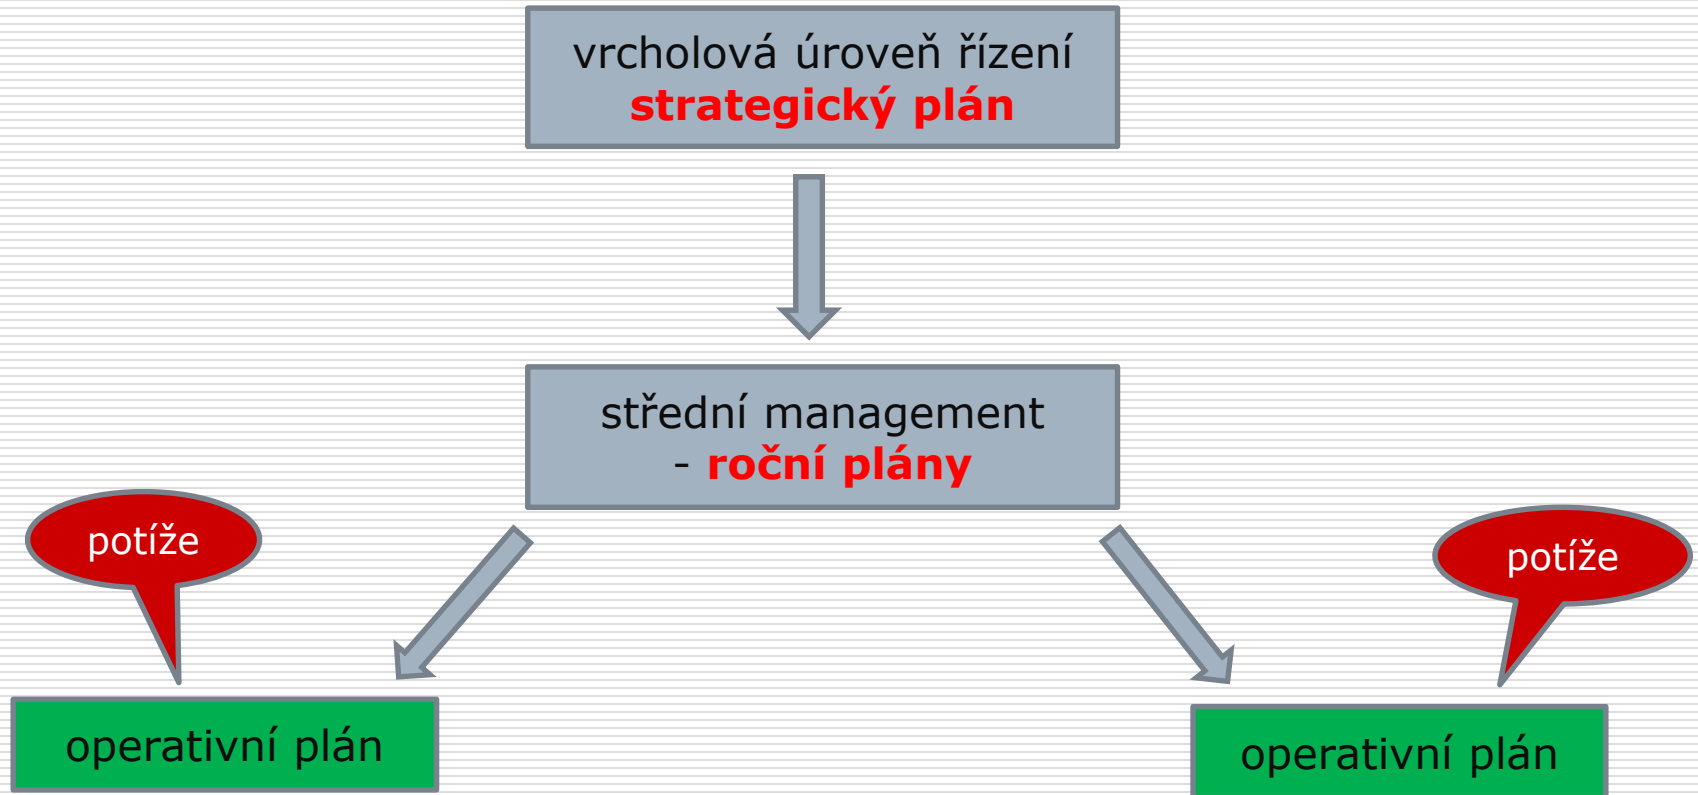 vrcholová úroveň řízení
strategický plán
střední management
- roční plány
potíže
potíže
operativní plán
operativní plán